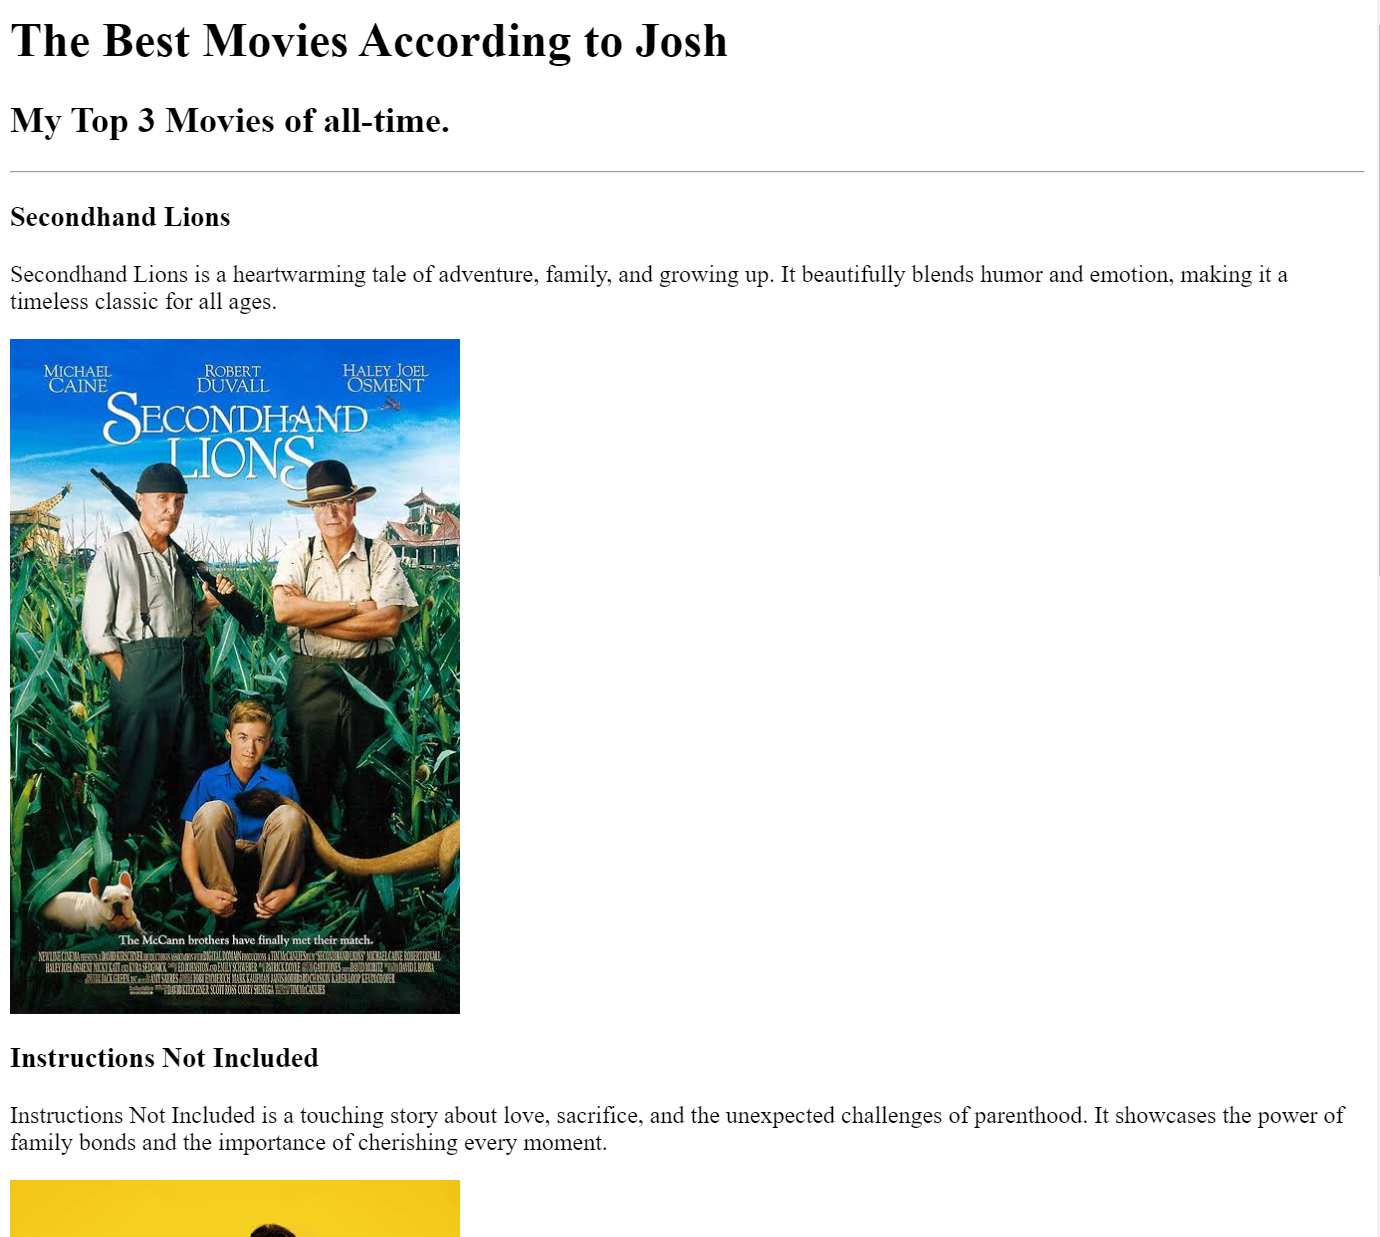 The Best Movies According to Josh
My Top 3 Movies of all-time.
Secondhand Lions
Secondhand Lions is a heartwarming tale of adventure, family, and growing up. It beautifully blends humor and emotion, making it a
timeless classic for all ages.
MICHAEL CAINE
ROBERT DUVALL
HALEY JOEL OSMENT
SECONDHAND
LIONS
The McCann brothers have finally met their match.
Instructions Not Included
Instructions Not Included is a touching story about love, sacrifice, and the unexpected challenges of parenthood. It showcases the power of
family bonds and the importance of cherishing every moment.